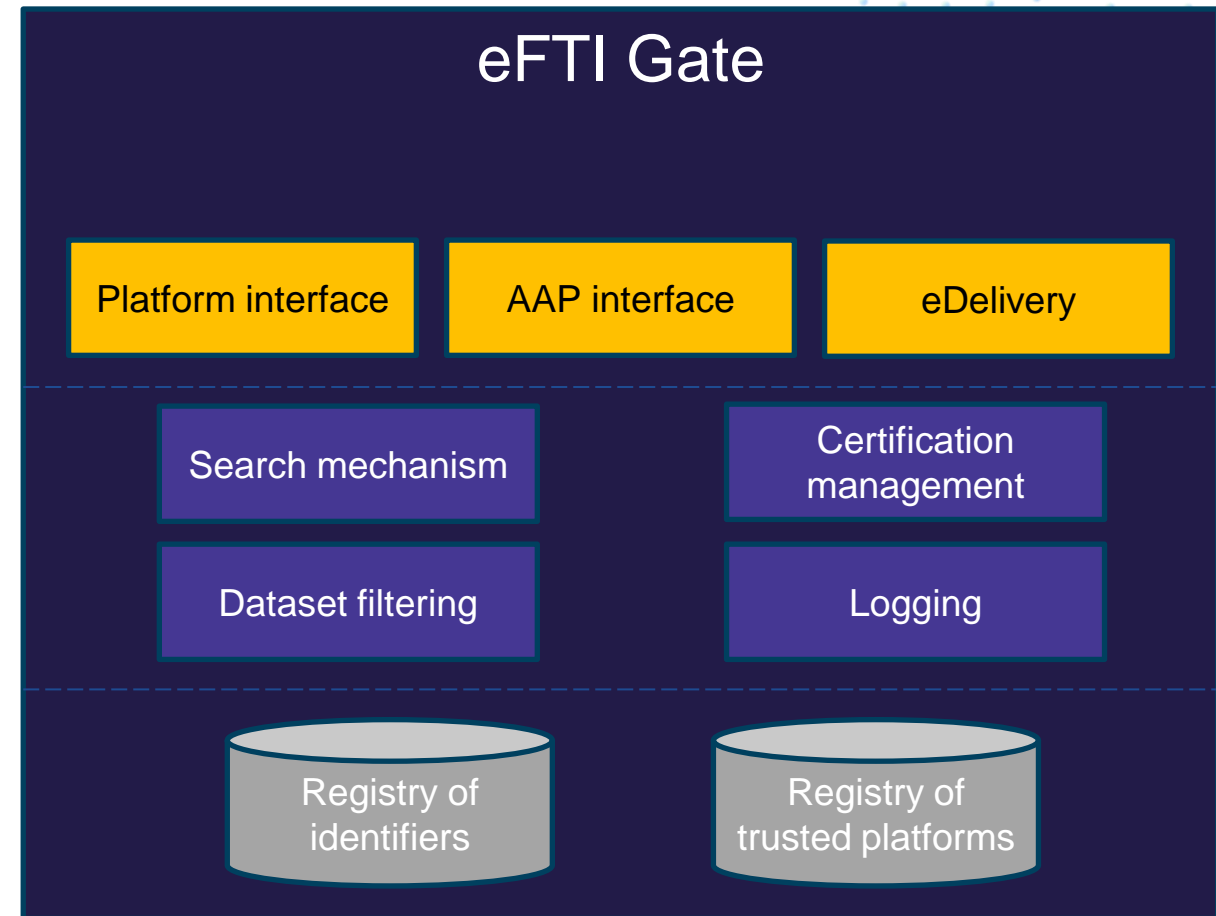 eFTI Gate
Platform interface
AAP interface
eDelivery
Search mechanism
Certification
management
Dataset filtering
Logging
Registry of
identifiers
Registry of
trusted platforms